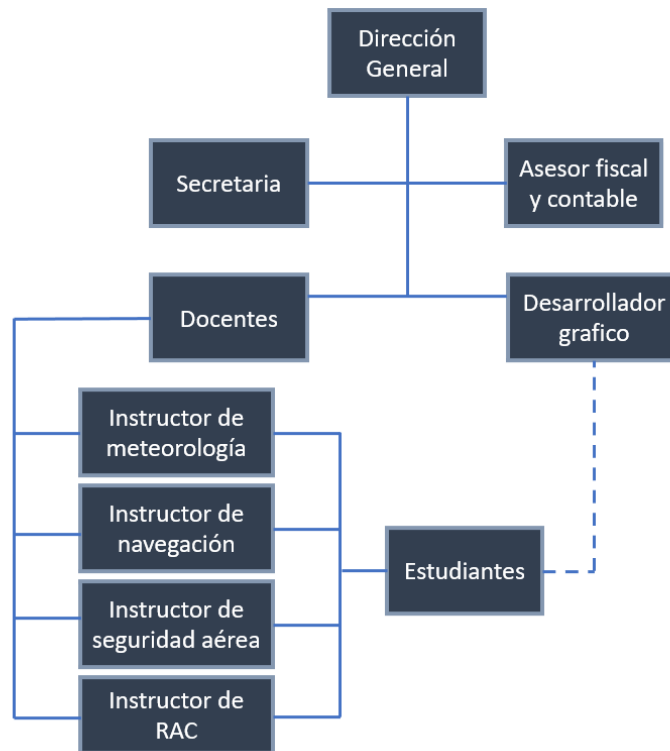 Dirección
General
Secretaria
Asesor fiscal
y contable
Docentes
Desarrollador
grafico
Instructor de
meteorología
Instructor de
navegación
Estudiantes
Instructor de
seguridad aérea
Instructor de
RAC